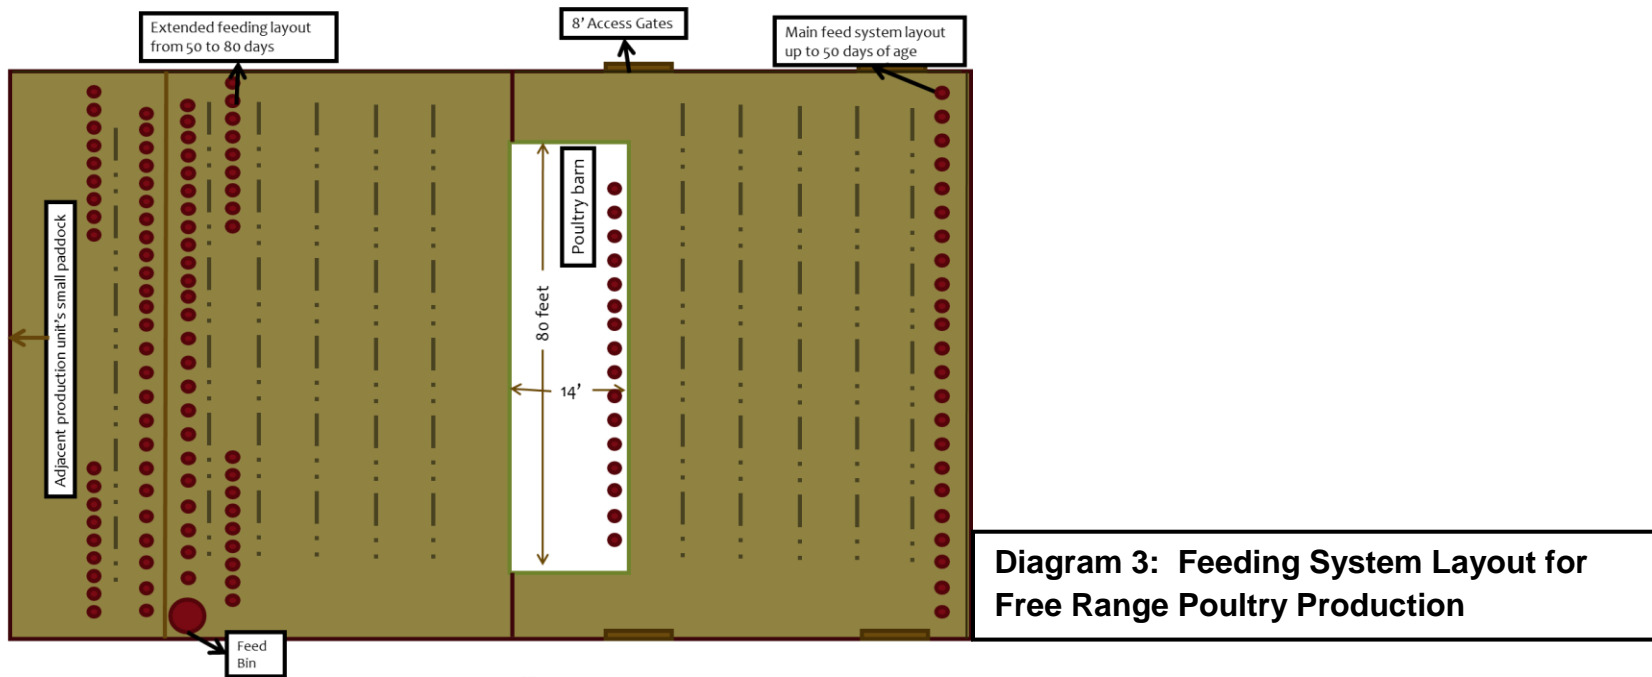 Extended feeding layout
from 50 to 80 days
8’ Access Gates
Main feed system layout
up to 50 days of age
Adjacent production unit’s small paddock
Poultry barn
80 feet
14’
Feed
Bin
Diagram 3: Feeding System Layout for
Free Range Poultry Production